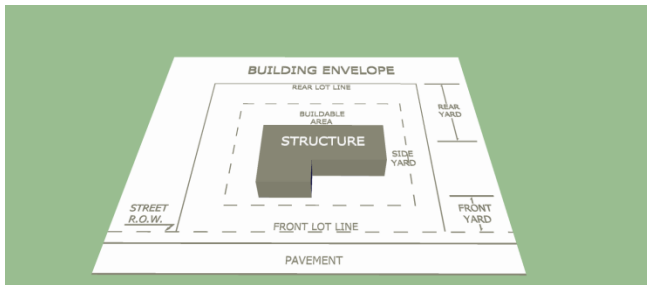 BUILDING ENVELOPE
REAR LOT LINE
BUILDABLE
AREA
REAR
YARD
STRUCTURE
SIDE
YARD
STREET
R.O.W.
FRONT
YARD
FRONT LOT LINE
PAVEMENT